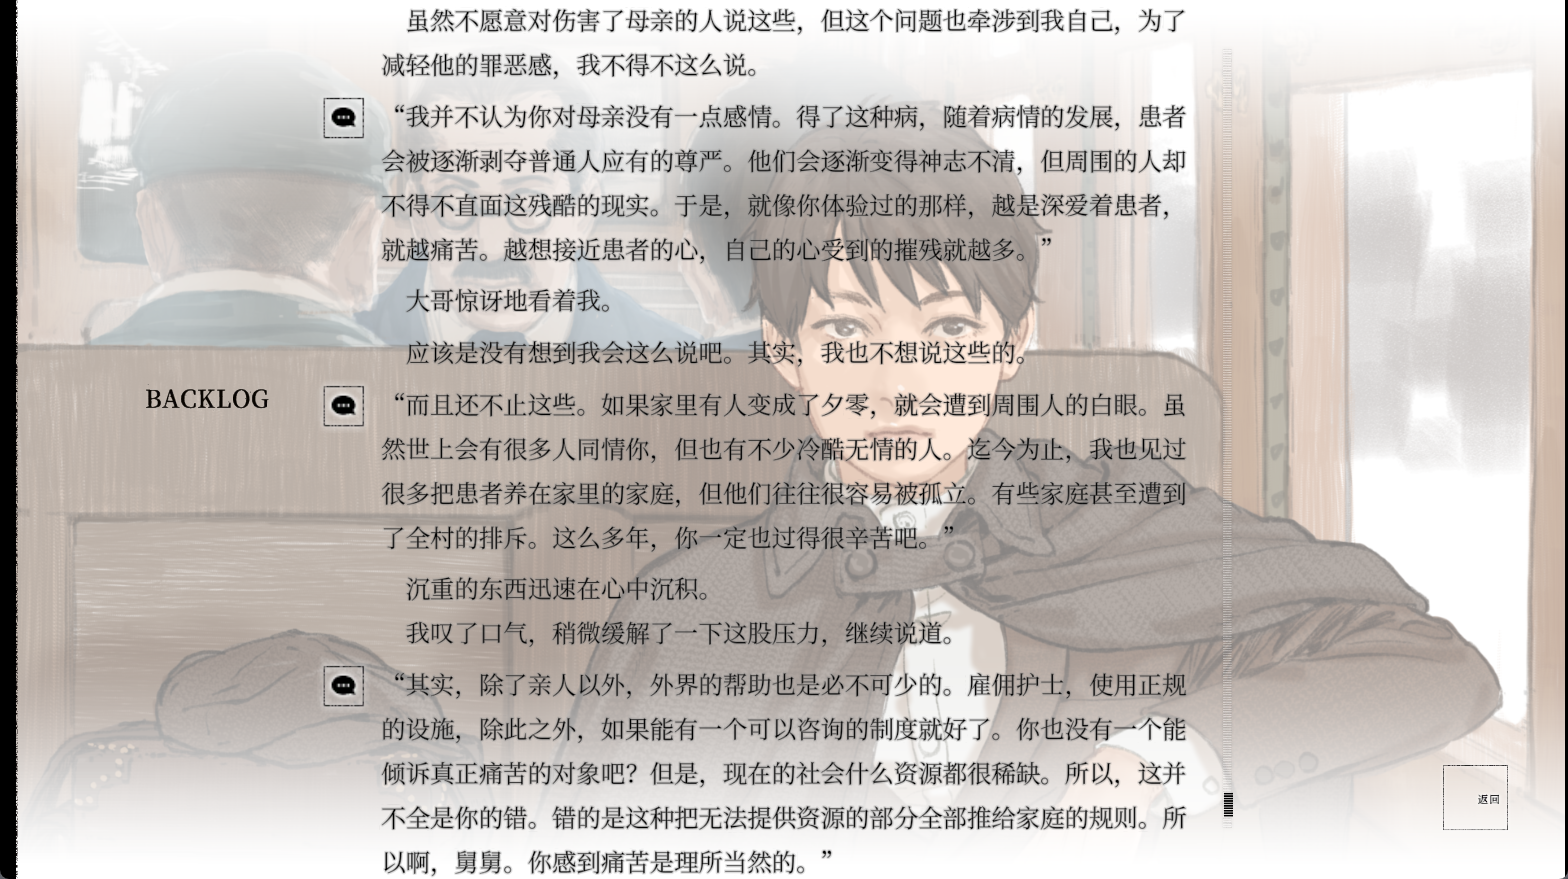 虽然不愿意对伤害了母亲的人说这些，但这个问题也牵涉到我自己，为了
减轻他的罪恶感，我不得不这么说。
“我并不认为你对母亲没有一点感情。得了这种病，随着病情的发展，患者
会被逐渐剥夺普通人应有的尊严。他们会逐渐变得神志不清，但周围的人却
不得不直面这残酷的现实。于是，就像你体验过的那样，越是深爱着患者，
就越痛苦。越想接近患者的心，自己的心受到的摧残就越多。”
大哥惊讶地看着我。
应该是没有想到我会这么说吧。其实，我也不想说这些的。
BACKLOG
“而且还不止这些。如果家里有人变成了夕零，就会遭到周围人的白眼。虽
然世上会有很多人同情你，但也有不少冷酷无情的人。迄今为止，我也见过
很多把患者养在家里的家庭，但他们往往很容易被孤立。有些家庭甚至遭到
了全村的排斥。这么多年，你一定也过得很辛苦吧。”
沉重的东西迅速在心中沉积。
我叹了口气，稍微缓解了一下这股压力，继续说道。
“其实，除了亲人以外，外界的帮助也是必不可少的。雇佣护士，使用正规
的设施，除此之外，如果能有一个可以咨询的制度就好了。你也没有一个能
倾诉真正痛苦的对象吧？但是，现在的社会什么资源都很稀缺。所以，这并
不全是你的错。错的是这种把无法提供资源的部分全部推给家庭的规则。所
以啊，舅舅。你感到痛苦是理所当然的。”
返回